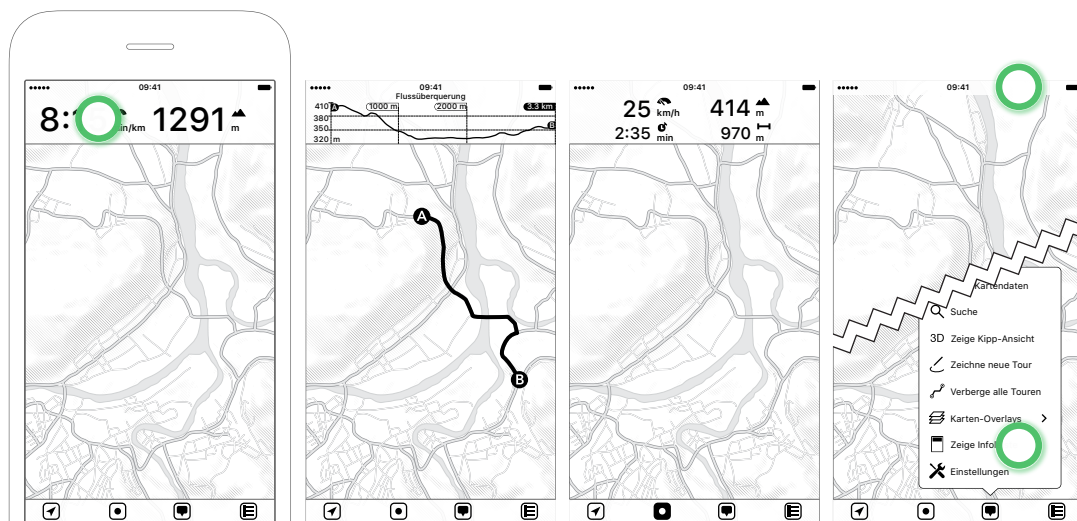 09:41
8:
in/km
1291
m
09:41
Flussüberquerung
410
380
350
320
m
A
1000 m
2000 m
3.3 km
B
A
B
09:41
25 km/h
414 m
2:35 min
970 m
09:41
Kartendaten
Suche
3D Zeige Kipp-Ansicht
Zeichne neue Tour
Verberge alle Touren
Karten-Overlays
Zeige
Einstellungen